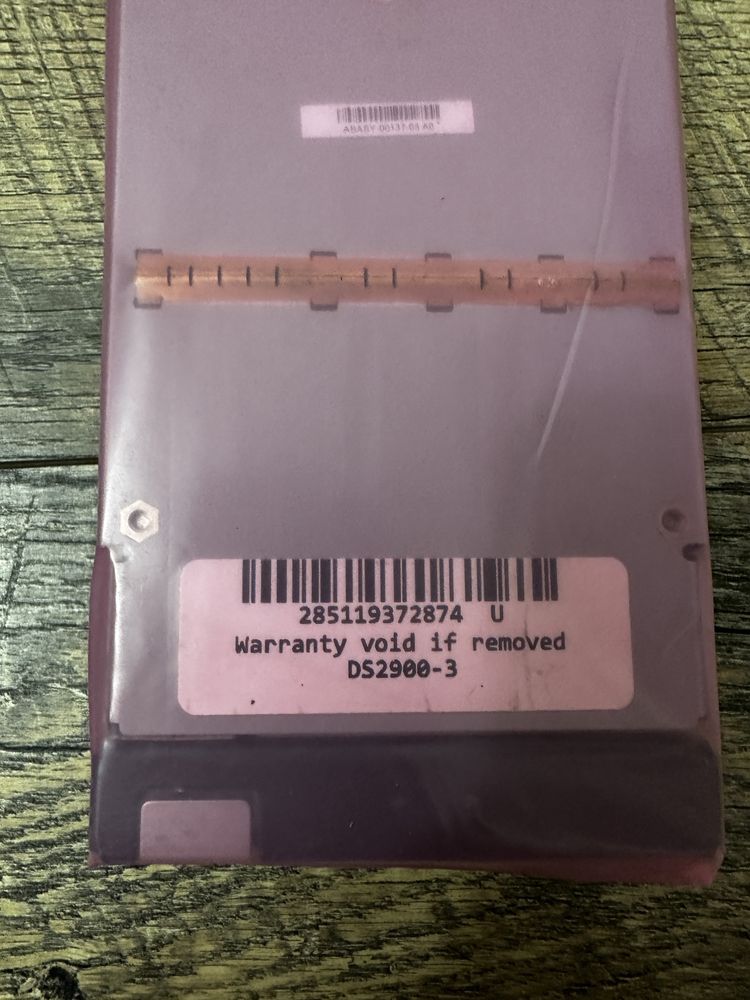 285119372874 U
Warranty void if removed
DS2900-3